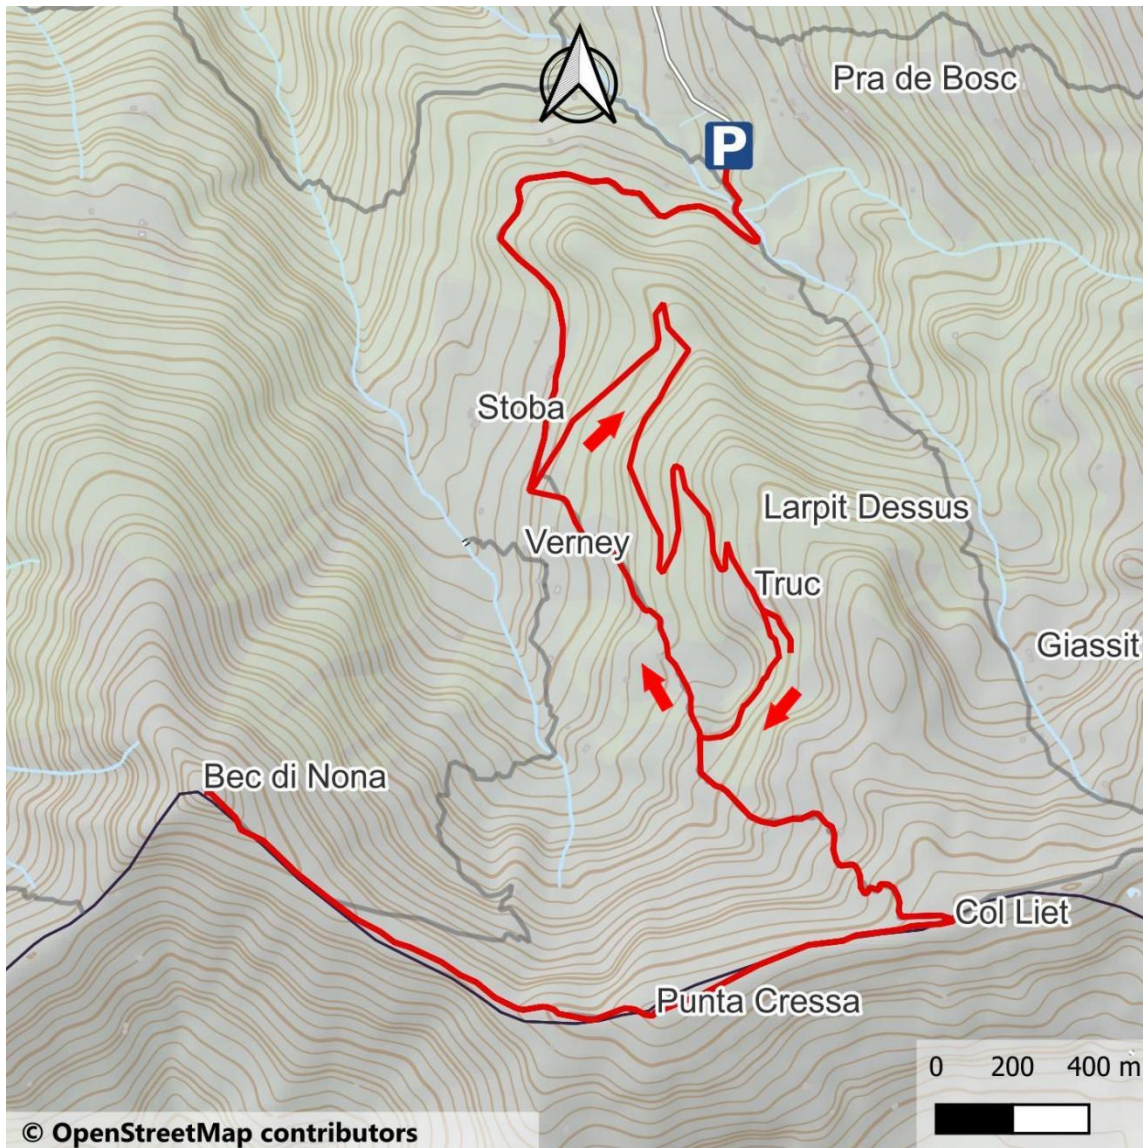 Pra de Bosc
P
Stoba
Larpit Dessus
Verney
Truc
Giassit
Bec di Nona
Col Liet
Punta Cressa
0 200 400 m
© OpenStreetMap contributors